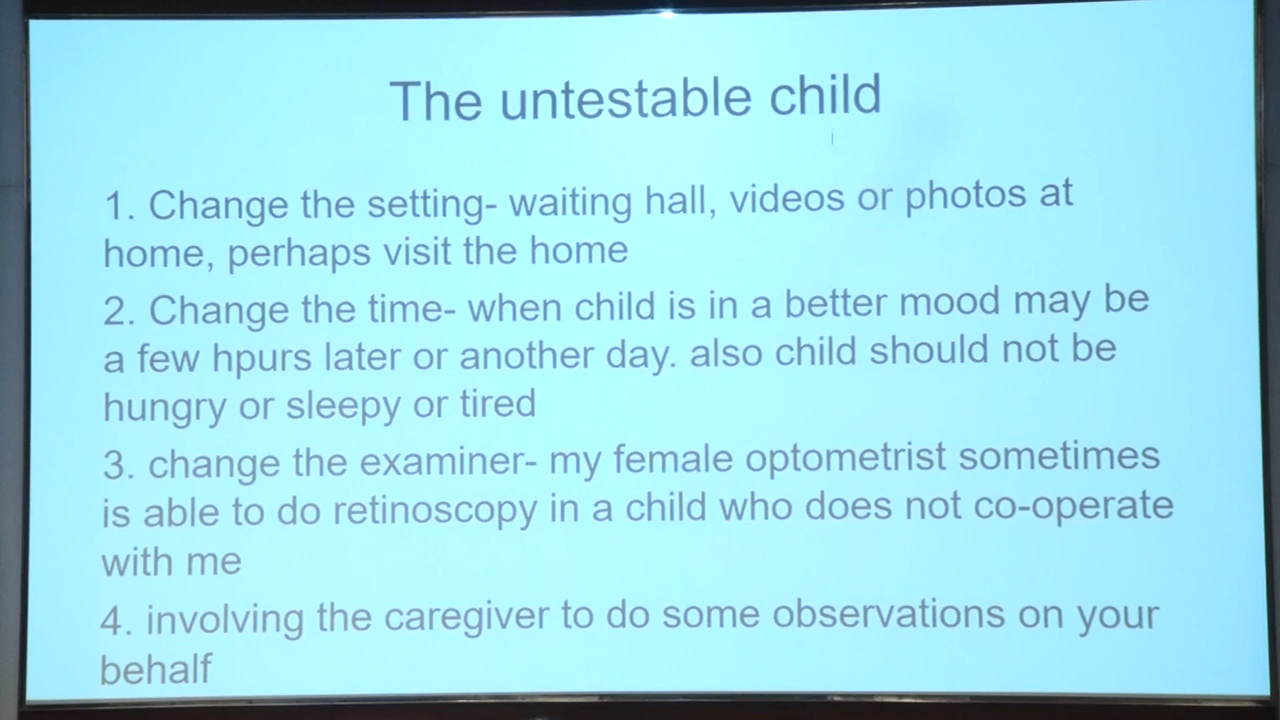 The untestable child
1. Change the setting- waiting hall, videos or photos at
home, perhaps visit the home
2. Change the time- when child is in a better mood may be
a few hpurs later or another day. also child should not be
hungry or sleepy or tired
3. change the examiner- my female optometrist sometimes
is able to do retinoscopy in a child who does not co-operate
with me
4. involving the caregiver to do some observations on your
behalf